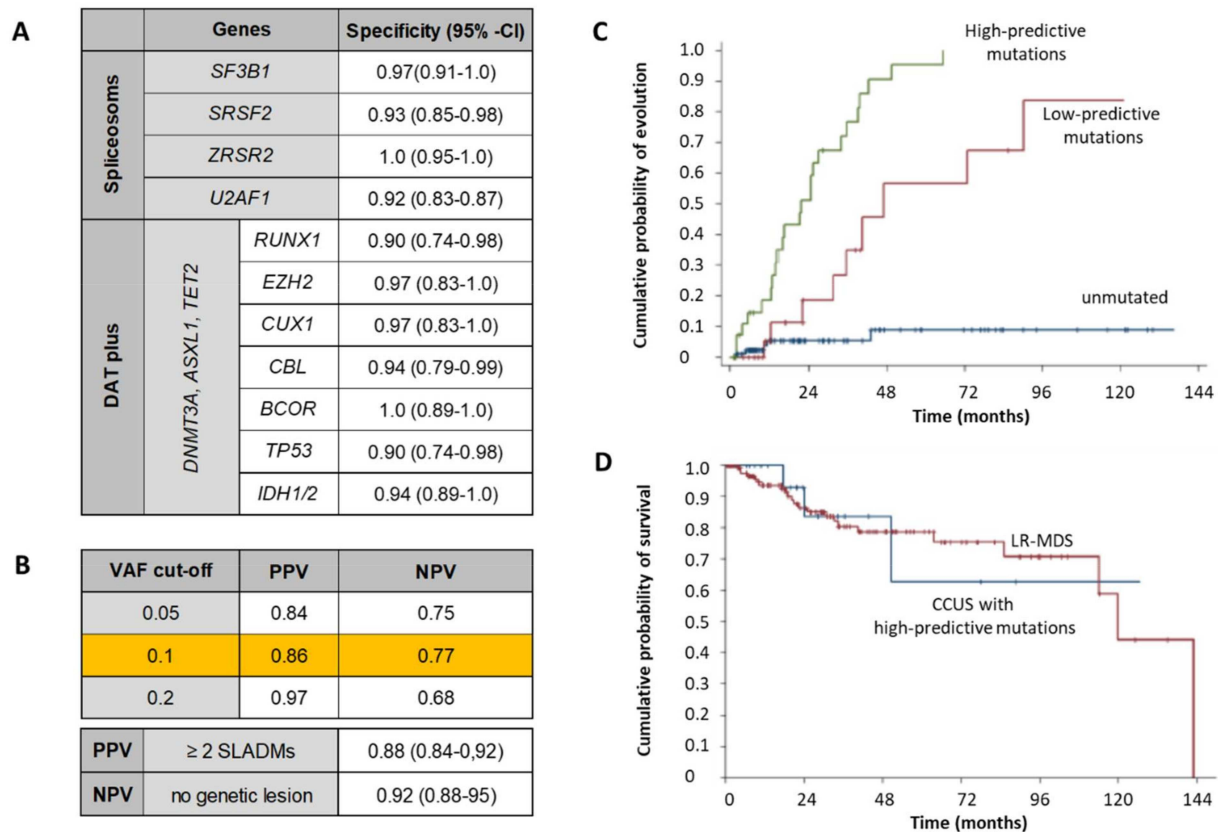 A
Genes Specificity (95% -CI)
Spliceosoms
SF3B1 0.97(0.91-1.0)
SRSF2 0.93 (0.85-0.98)
ZRSR2 1.0 (0.95-1.0)
U2AF1 0.92 (0.83-0.87)
DAT plus
DNMT3A, ASXL1, TET2
RUNX1 0.90 (0.74-0.98)
EZH2 0.97 (0.83-1.0)
CUX1 0.97 (0.83-1.0)
CBL 0.94 (0.79-0.99)
BCOR 1.0 (0.89-1.0)
TP53 0.90 (0.74-0.98)
IDH1/2 0.94 (0.89-1.0)
B
VAF cut-off PPV NPV
0.05 0.84 0.75
0.1 0.86 0.77
0.2 0.97 0.68
PPV ≥ 2 SLADMs 0.88 (0.84-0,92)
NPV no genetic lesion 0.92 (0.88-95)
C
Cumulative probability of evolution
1.0
0.9
0.8
0.7
0.6
0.5
0.4
0.3
0.2
0.1
0
High-predictive
mutations
Low-predictive
mutations
unmutated
0 24 48 72 96 120 144
Time (months)
D
Cumulative probability of survival
1.0
0.9
0.8
0.7
0.6
0.5
0.4
0.3
0.2
0.1
0
LR-MDS
CCUS with
high-predictive mutations
0 24 48 72 96 120 144
Time (months)